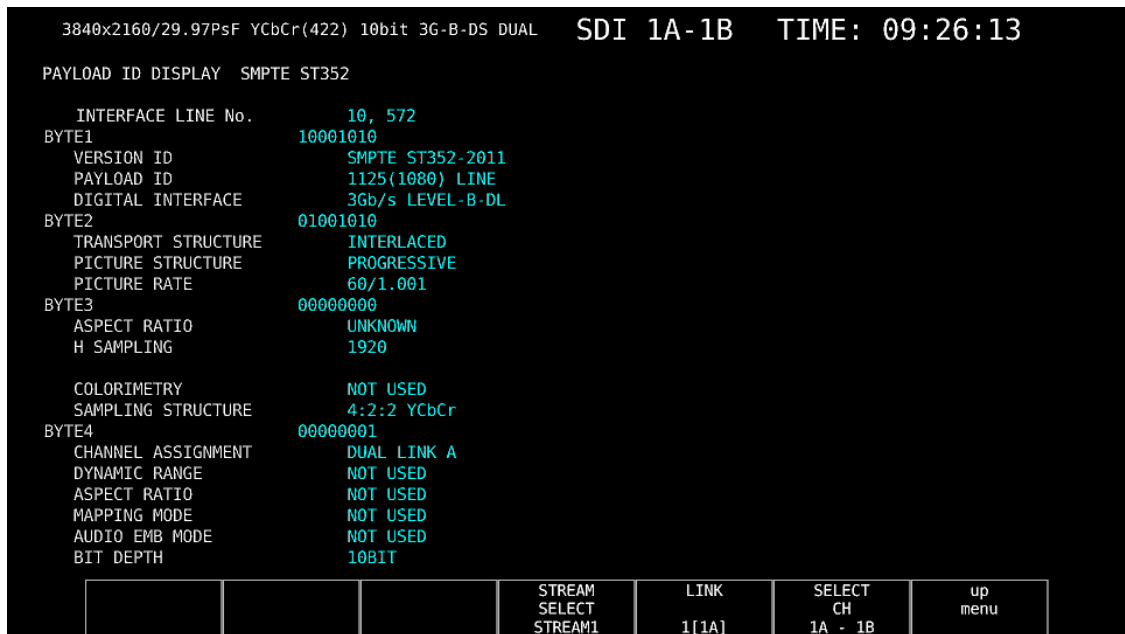 3840x2160/29.97PsF YCbCr(422) 10bit 3G-B-DS DUAL SDI 1A-1B TIME: 09:26:13
PAYLOAD ID DISPLAY SMPTE ST352
INTERFACE LINE No. 10, 572
BYTE1 10001010
VERSION ID SMPTE ST352-2011
PAYLOAD ID 1125(1080) LINE
DIGITAL INTERFACE 3Gb/s LEVEL-B-DL
BYTE2 01001010
TRANSPORT STRUCTURE INTERLACED
PICTURE STRUCTURE PROGRESSIVE
PICTURE RATE 60/1.001
BYTE3 00000000
ASPECT RATIO UNKNOWN
H SAMPLING 1920
COLORIMETRY NOT USED
SAMPLING STRUCTURE 4:2:2 YCbCr
BYTE4 00000001
CHANNEL ASSIGNMENT DUAL LINK A
DYNAMIC RANGE NOT USED
ASPECT RATIO NOT USED
MAPPING MODE NOT USED
AUDIO EMB MODE NOT USED
BIT DEPTH 10BIT
STREAM LINK SELECT up
SELECT CH menu
STREAM1 1[1A] 1A - 1B